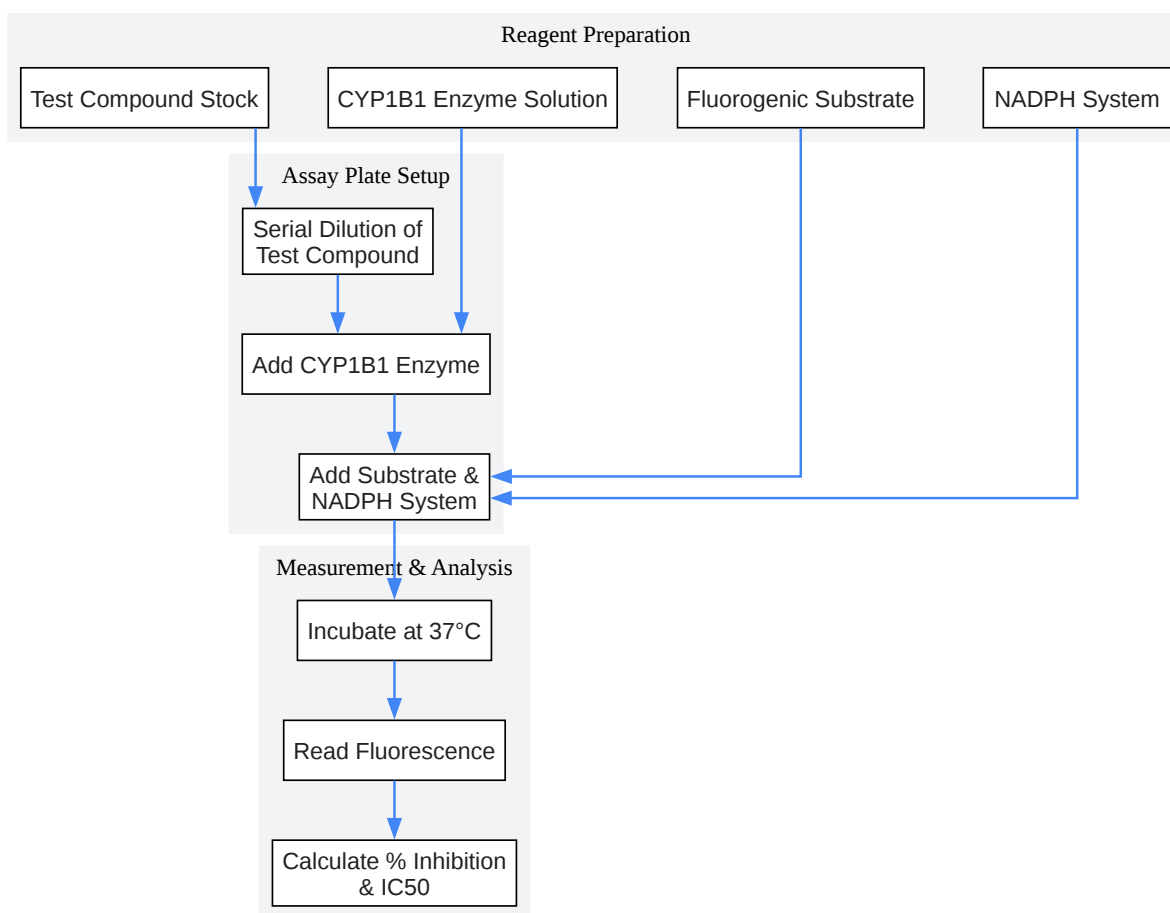 Reagent Preparation
Test Compound Stock
CYP1B1 Enzyme Solution
Fluorogenic Substrate
NADPH System
Assay Plate Setup
Serial Dilution of
Test Compound
Add CYP1B1 Enzyme
Add Substrate &
NADPH System
Measurement & Analysis
Incubate at 37°C
Read Fluorescence
Calculate % Inhibition
& IC50